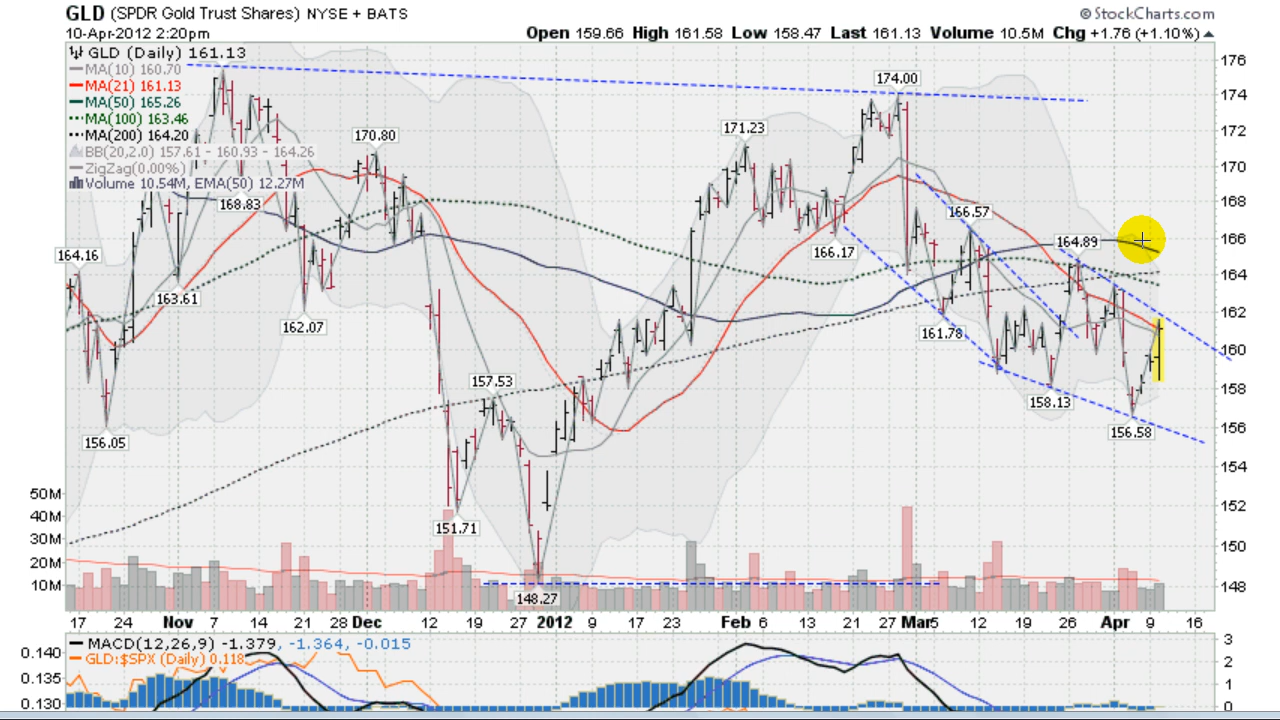 GLD (SPDR Gold Trust Shares) NYSE + BATS
© StockCharts.com
10-Apr-2012 2:20pm
Open 159.66 High 161.58 Low 158.47 Last 161.13 Volume 10.5M Chg +1.76 (+1.10%)
GLD (Daily) 161.13
MA(10) 160.70
MA(21) 161.13
MA(50) 165.26
MA(100) 163.46
MA(200) 164.20
BB(20,2.0) 157.61 - 160.93 - 164.26
ZigZag(0.00%)
Volume 10.54M, EMA(50) 12.27M
174.00
171.23
170.80
168.83
166.57
166.17
164.89
164.16
163.61
162.07
161.78
158.13
157.53
156.58
156.05
151.71
148.27
176
174
172
170
168
166
164
162
160
158
156
154
152
150
148
50M
40M
30M
20M
10M
17 24 Nov 7 14 21 28 Dec 12 19 27 2012 9 17 23 Feb 6 13 21 27 Mar 5 12 19 26 Apr 9 16
MACD(12,26,9) -1.379, -1.364, -0.015
GLD:$SPX (Daily) 0.118
0.140
0.135
0.130
3
2
1
0